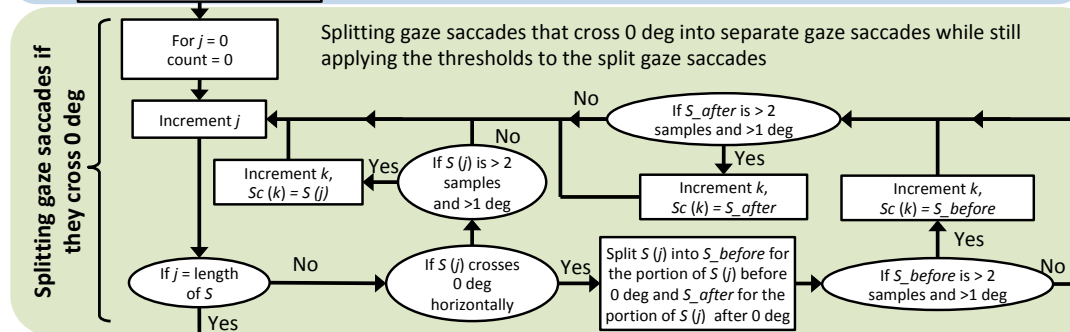 Splitting gaze saccades if
they cross 0 deg
For j = 0
count = 0
Splitting gaze saccades that cross 0 deg into separate gaze saccades while still
applying the thresholds to the split gaze saccades
Increment j
No
If S_after is > 2
samples and >1 deg
No
Yes
If S (j) is > 2
samples
and >1 deg
Yes
Increment k,
Sc (k) = S (j)
Increment k,
Sc (k) = S_after
Increment k,
Sc (k) = S_before
Yes
If j = length
of S
No
If S (j) crosses
0 deg
horizontally
Yes
Split S (j) into S_before for
the portion of S (j) before
0 deg and S_after for the
portion of S (j) after 0 deg
If S_before is > 2
samples and >1 deg
No
Yes